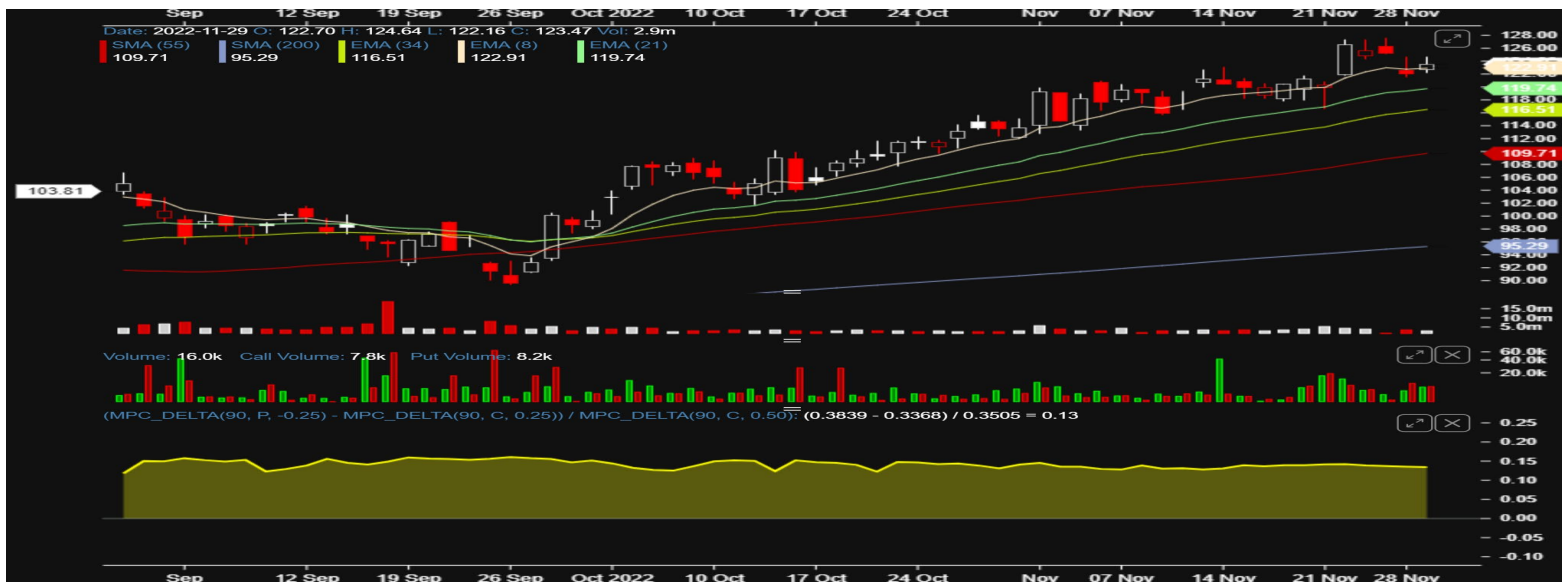 Sep 12 Sep 19 Sep 26 Sep Oct 2022 10 Oct 17 Oct 24 Oct Nov 07 Nov 14 Nov 21 Nov 28 Nov
Date: 2022-11-29 O: 122.70 H: 124.64 L: 122.16 C: 123.47 Vol: 2.9m
SMA (55) SMA (200) EMA (34) EMA (8) EMA (21)
109.71 95.29 116.51 122.91 119.74
128.00
126.00
122.91
122.00
119.74
118.00
116.51
114.00
112.00
109.71
108.00
106.00
103.81
104.00
102.00
100.00
98.00
95.29
94.00
92.00
90.00
15.0m
10.0m
5.0m
Volume: 16.0k Call Volume: 7.8k Put Volume: 8.2k
60.0k
40.0k
20.0k
(MPC_DELTA(90, P, -0.25) - MPC_DELTA(90, C, 0.25)) / MPC_DELTA(90, C, 0.50): (0.3839 - 0.3368) / 0.3505 = 0.13
0.25
0.20
0.15
0.10
0.05
0.00
-0.05
-0.10
Sep 12 Sep 19 Sep 26 Sep Oct 2022 10 Oct 17 Oct 24 Oct Nov 07 Nov 14 Nov 21 Nov 28 Nov